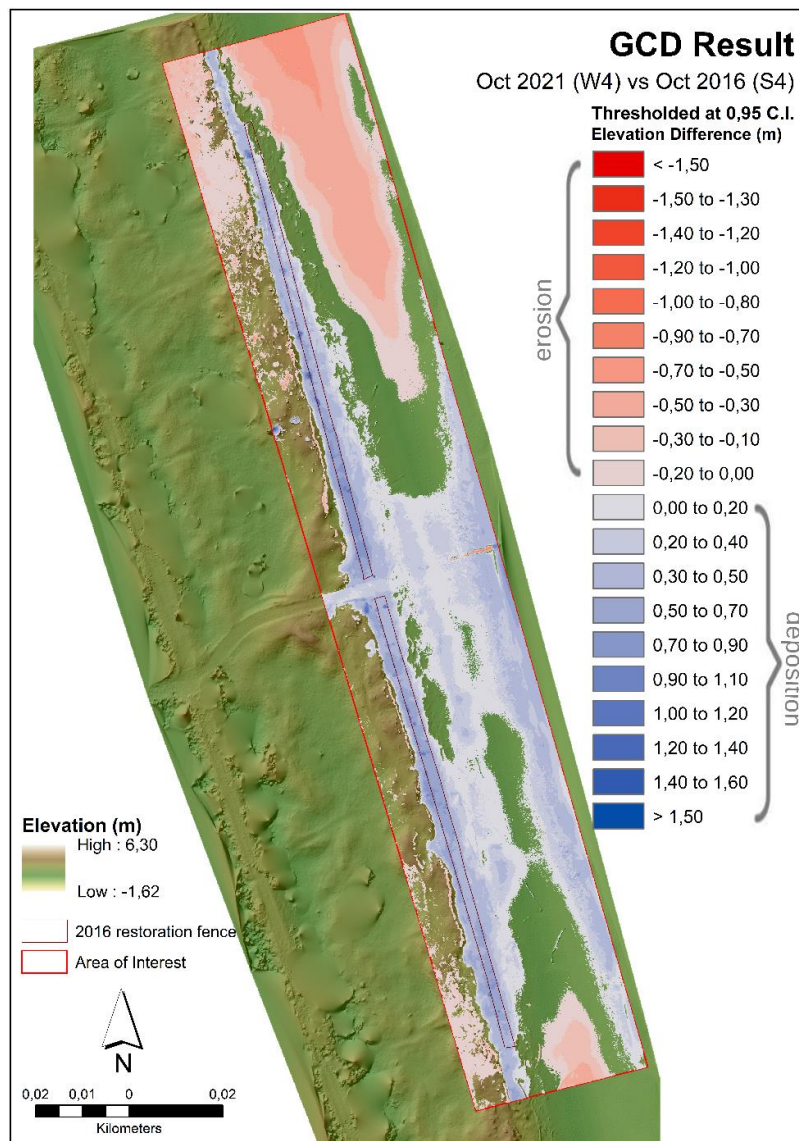 GCD Result
Oct 2021 (W4) vs Oct 2016 (S4)
Thresholded at 0,95 C.I.
Elevation Difference (m)
< -1,50
-1,50 to -1,30
-1,40 to -1,20
-1,20 to -1,00
-1,00 to -0,80
-0,90 to -0,70
-0,70 to -0,50
-0,50 to -0,30
-0,30 to -0,10
-0,20 to 0,00
0,00 to 0,20
0,20 to 0,40
0,30 to 0,50
0,50 to 0,70
0,70 to 0,90
0,90 to 1,10
1,00 to 1,20
1,20 to 1,40
1,40 to 1,60
> 1,50
erosion
deposition
Elevation (m)
High : 6,30
Low : -1,62
2016 restoration fence
Area of Interest
N
0,02 0,01 0 0,02
Kilometers